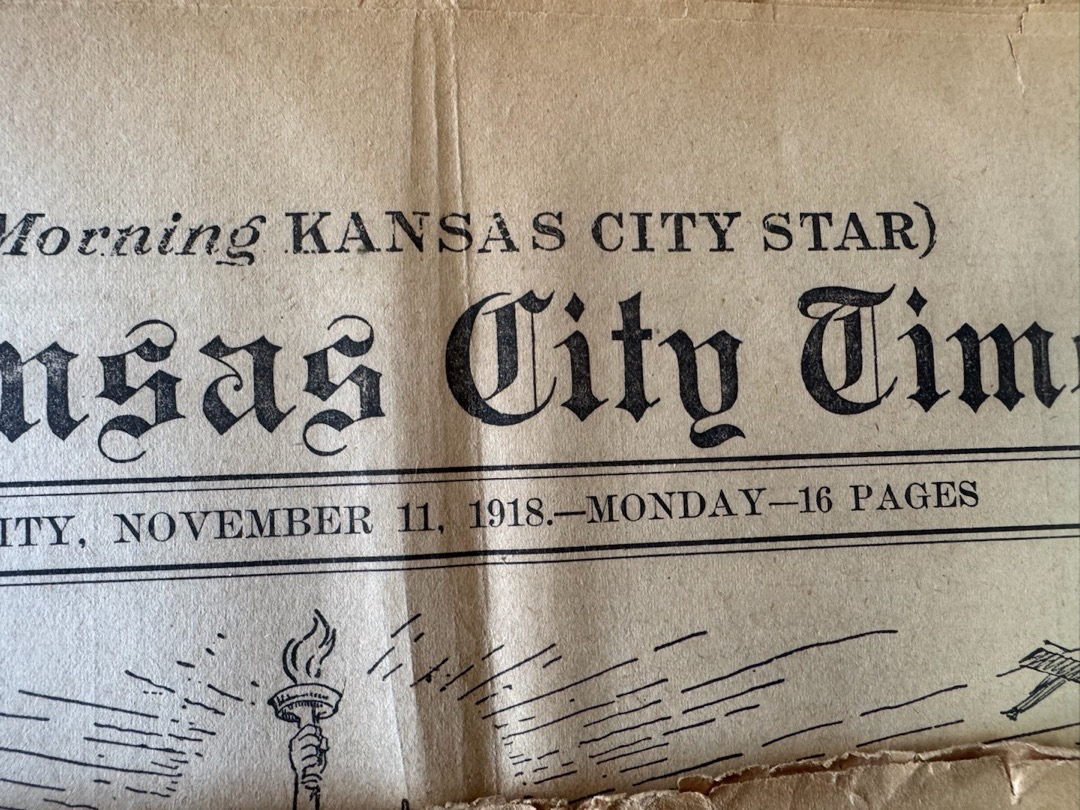 Morning KANSAS CITY STAR)
nsas City Tim
ITY, NOVEMBER 11, 1918.—MONDAY—16 PAGES